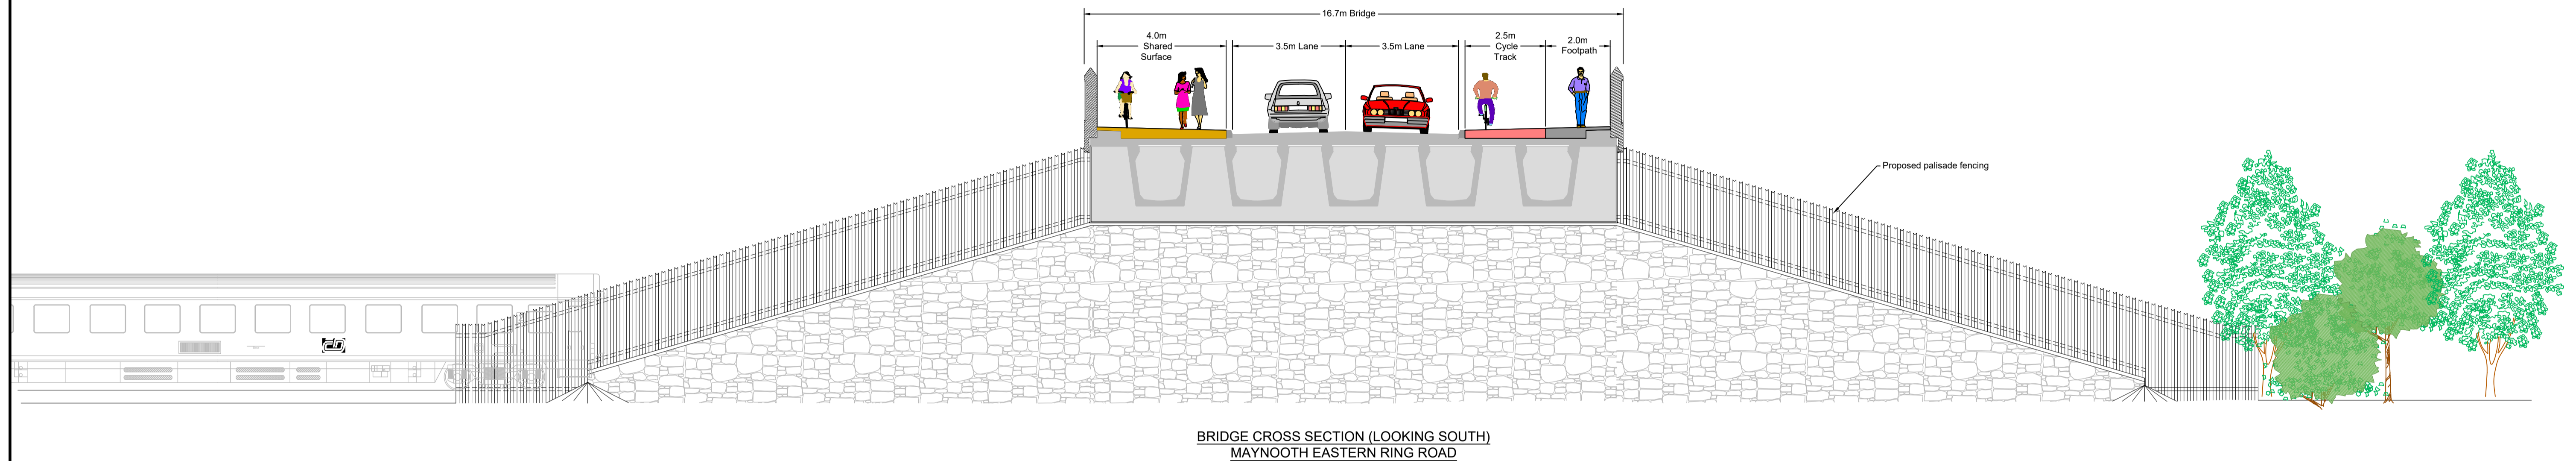 16.7m Bridge
4.0m
Shared
Surface
3.5m Lane
3.5m Lane
2.5m
Cycle
Track
2.0m
Footpath
Proposed palisade fencing
BRIDGE CROSS SECTION (LOOKING SOUTH)
MAYNOOTH EASTERN RING ROAD